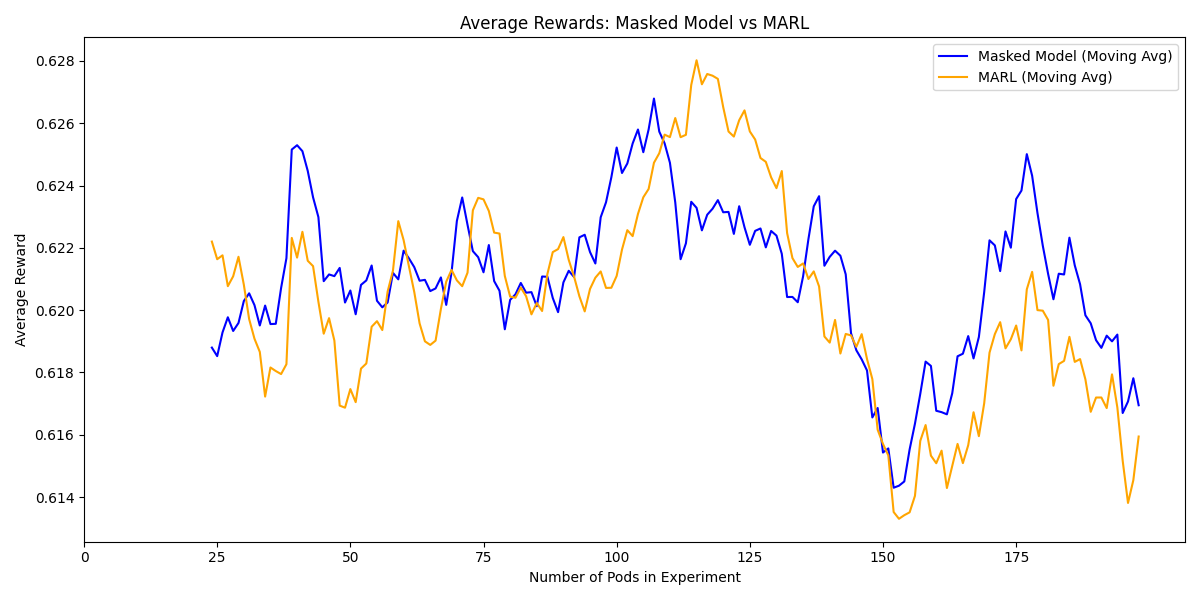 Average Rewards: Masked Model vs MARL
Masked Model (Moving Avg)
MARL (Moving Avg)
Average Reward
0.628
0.626
0.624
0.622
0.620
0.618
0.616
0.614
0 25 50 75 100 125 150 175
Number of Pods in Experiment